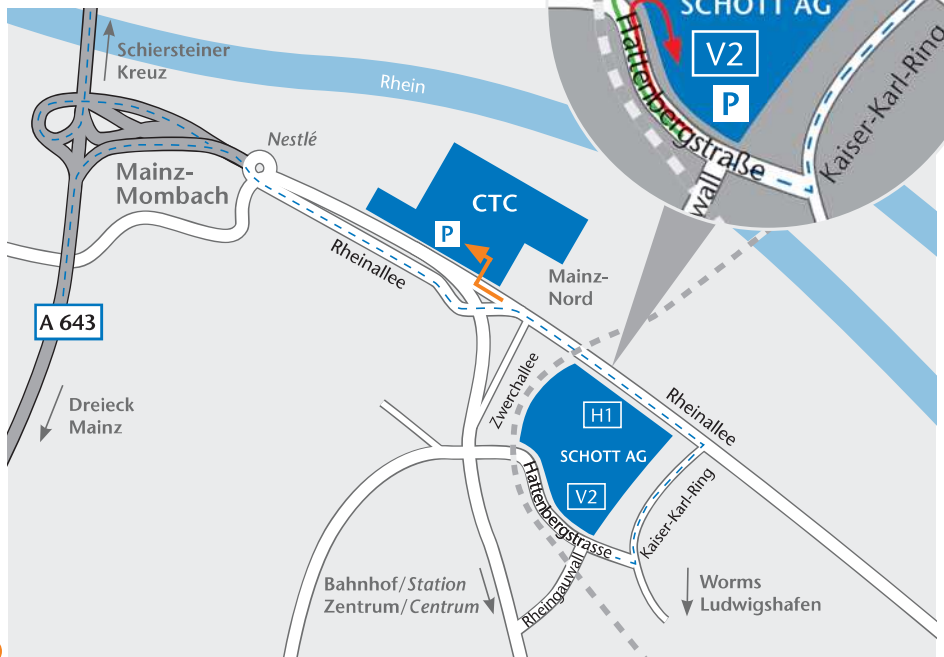 SCHOTT AG
V2
P
Hattenbergstraße
Kaiser-Karl-Ring
wall
Schiersteiner
Kreuz
Rhein
Nestlé
Mainz-
Mombach
CTC
P
Rheinallee
Mainz-
Nord
A 643
Zwerchallee
Rheinallee
Dreieck
Mainz
H1
SCHOTT AG
V2
Hattenbergstrasse
Kaiser-Karl-Ring
Rheingauwall
Bahnhof/Station
Zentrum/Centrum
Worms
Ludwigshafen